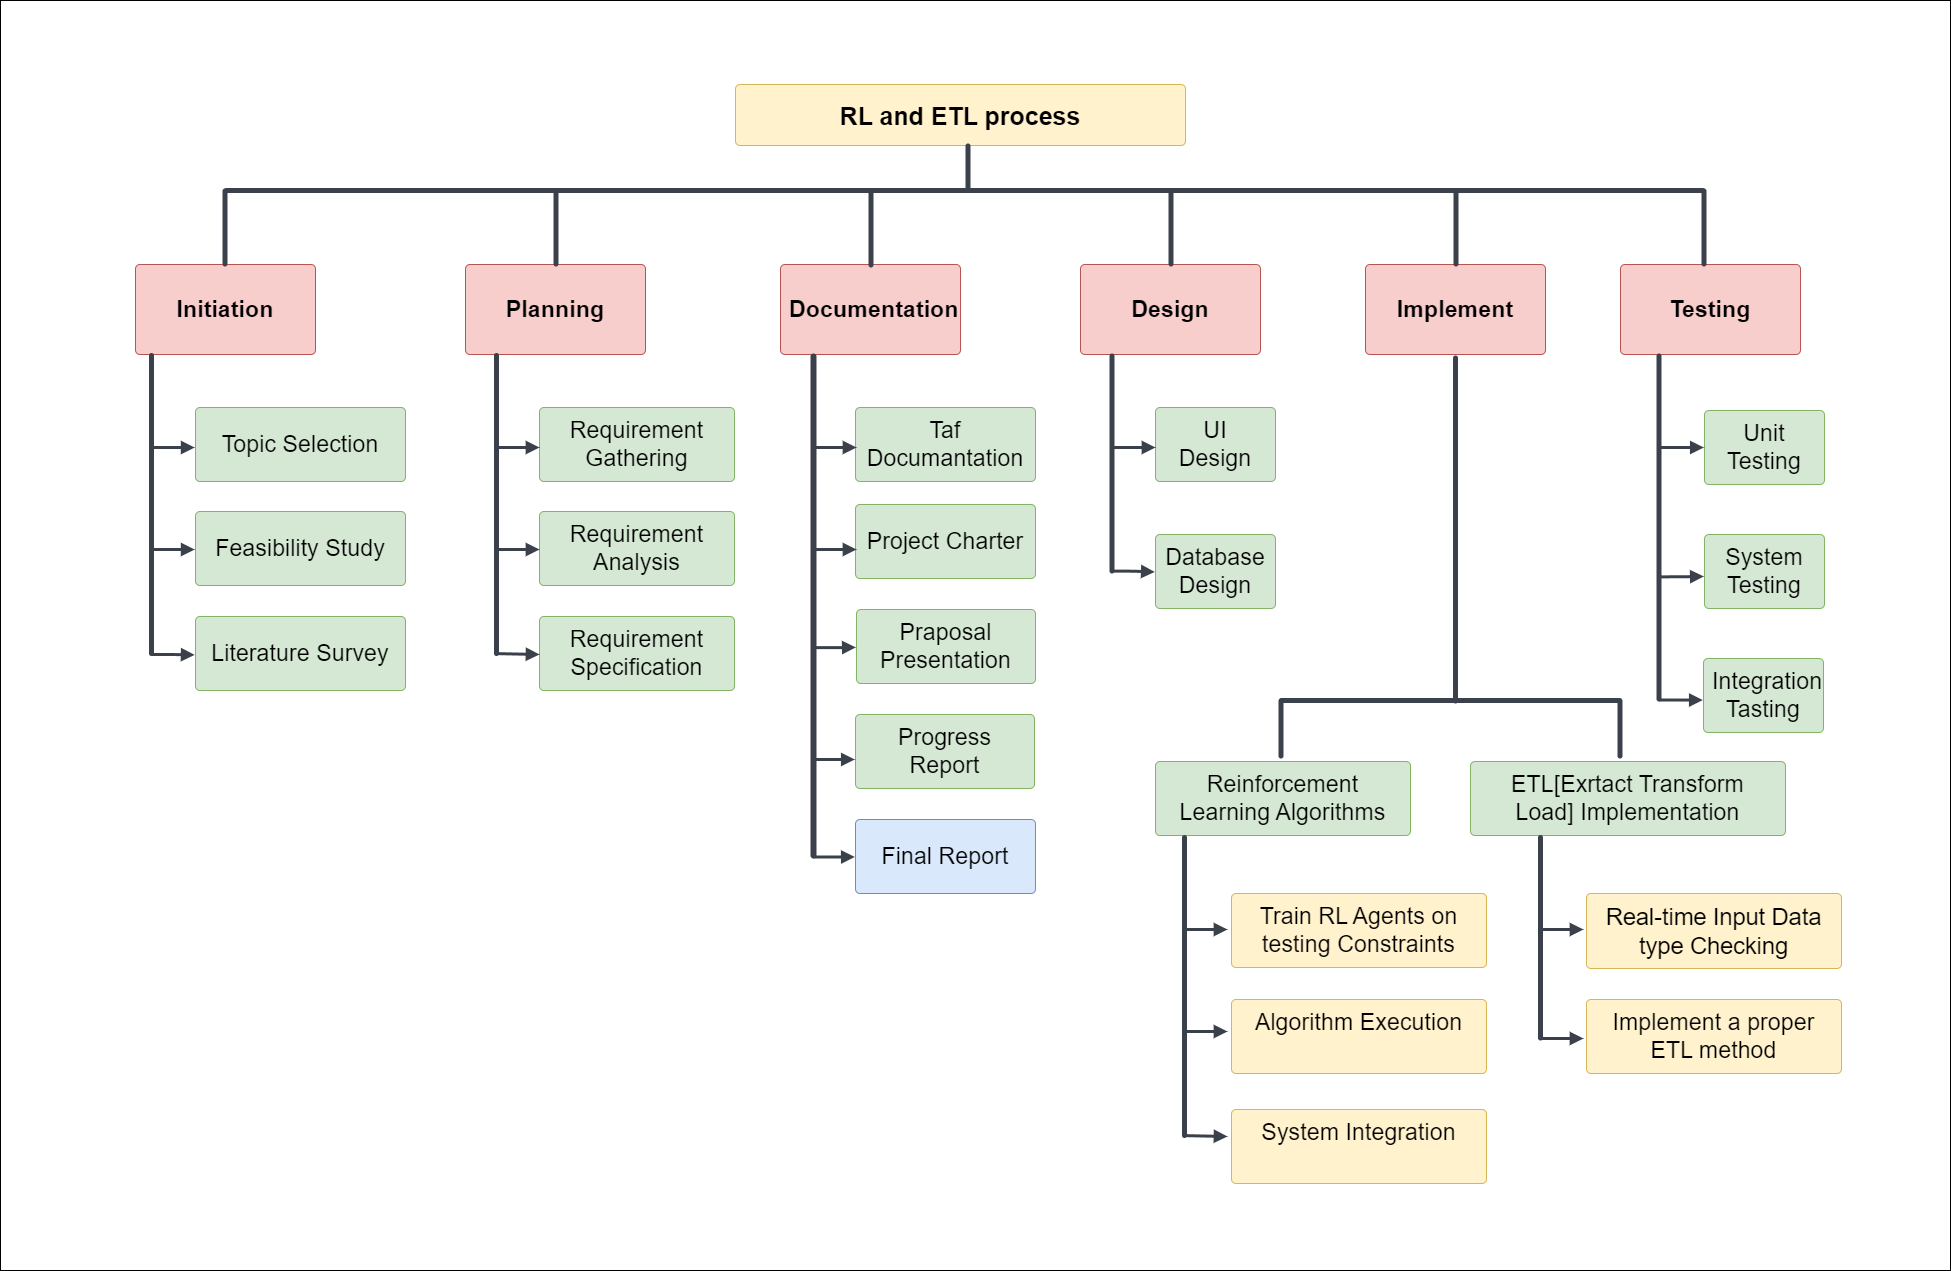 RL and ETL process
Initiation
Planning
Documentation
Design
Implement
Testing
Topic Selection
Feasibility Study
Literature Survey
Requirement
Gathering
Requirement
Analysis
Requirement
Specification
Taf
Documantation
Project Charter
Praposal
Presentation
Progress
Report
Final Report
UI
Design
Database
Design
Reinforcement
Learning Algorithms
Train RL Agents on
testing Constraints
Algorithm Execution
System Integration
ETL[Exrtact Transform
Load] Implementation
Real-time Input Data
type Checking
Implement a proper
ETL method
Unit
Testing
System
Testing
Integration
Tasting